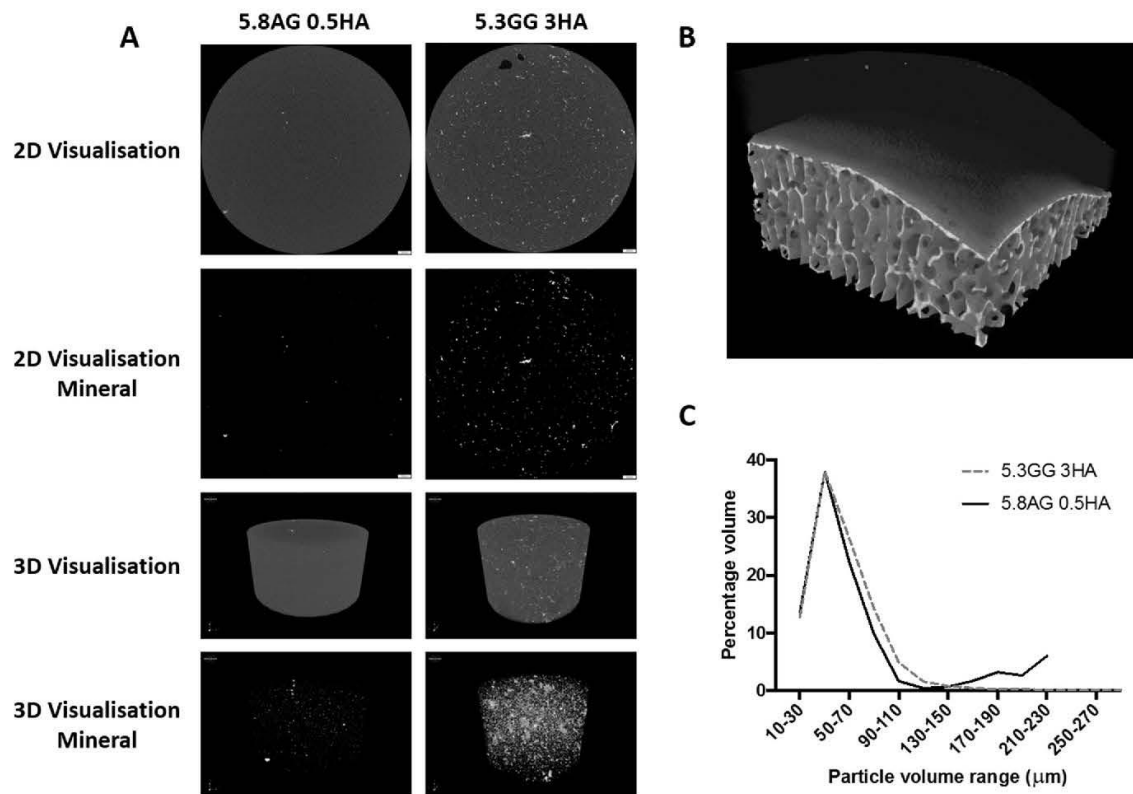 A
5.8AG 0.5HA
5.3GG 3HA
2D Visualisation
2D Visualisation
Mineral
3D Visualisation
3D Visualisation
Mineral
B
C
Percentage volume
40
30
20
10
0
5.3GG 3HA
5.8AG 0.5HA
10-30
50-70
90-110
130-150
170-190
210-230
250-270
Particle volume range (μm)